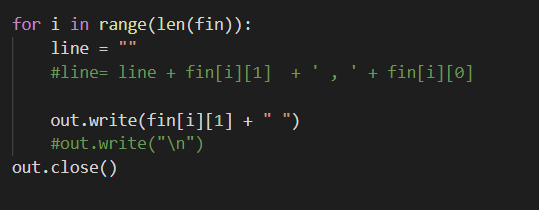 for i in range(len(fin)):
    line = ""
    #line= line + fin[i][1]  + ' , ' + fin[i][0]
    out.write(fin[i][1] + " ")
    #out.write("\n")
out.close()